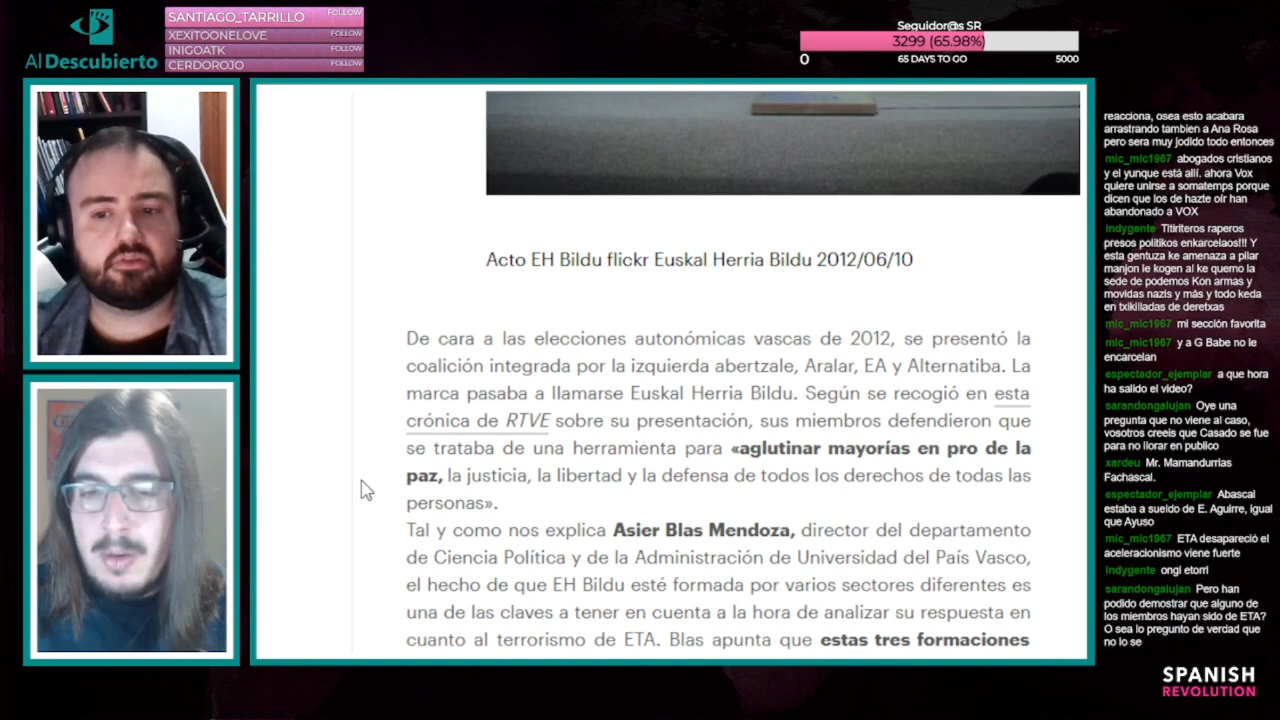 Al Descubierto
SANTIAGO_TARRILLO FOLLOW
XEXITOONELOVE FOLLOW
INIGOATK FOLLOW
CERDOROJO FOLLOW
Seguidor@s SR
3299 (65.98%)
0 65 DAYS TO GO 5000
Acto EH Bildu flickr Euskal Herria Bildu 2012/06/10
De cara a las elecciones autonómicas vascas de 2012, se presentó la
coalición integrada por la izquierda abertzale, Aralar, EA y Alternatiba. La
marca pasaba a llamarse Euskal Herria Bildu. Según se recogió en esta
crónica de RTVE sobre su presentación, sus miembros defendieron que
se trataba de una herramienta para «aglutinar mayorías en pro de la
paz, la justicia, la libertad y la defensa de todos los derechos de todas las
personas».
Tal y como nos explica Asier Blas Mendoza, director del departamento
de Ciencia Política y de la Administración de Universidad del País Vasco,
el hecho de que EH Bildu esté formada por varios sectores diferentes es
una de las claves a tener en cuenta a la hora de analizar su respuesta en
cuanto al terrorismo de ETA. Blas apunta que estas tres formaciones
reacciona, osea esto acabara
arrastrando tambien a Ana Rosa
pero sera muy jodido todo entonces
mic_mic1967 abogados cristianos
y el yunque está allí. ahora Vox
quiere unirse a somatemps porque
dicen que los de hazte oír han
abandonado a VOX
indygente Titiriteros raperos
presos politikos enkarcelaos!!! Y
esta gentuza ke amenaza a pilar
manjon le kogen al ke quemo la
sede de podemos Kon armas y
movidas nazis y más y todo keda
en txikilladas de deretxas
mic_mic1967 mi sección favorita
mic_mic1967 y a G Babe no le
encarcelan
espectador_ejemplar a que hora
ha salido el video?
sarandongalujan Oye una
pregunta que no viene al caso,
vosotros creeis que Casado se fue
para no llorar en publico
xardeu Mr. Mamandurrias
Fachascal.
espectador_ejemplar Abascal
estaba a sueldo de E. Aguirre, igual
que Ayuso
mic_mic1967 ETA desapareció el
aceleracionismo viene fuerte
indygente ongi etorri
sarandongalujan Pero han
podido demostrar que alguno de
los miembros hayan sido de ETA?
O sea lo pregunto de verdad que
no lo se
SPANISH
REVOLUTION